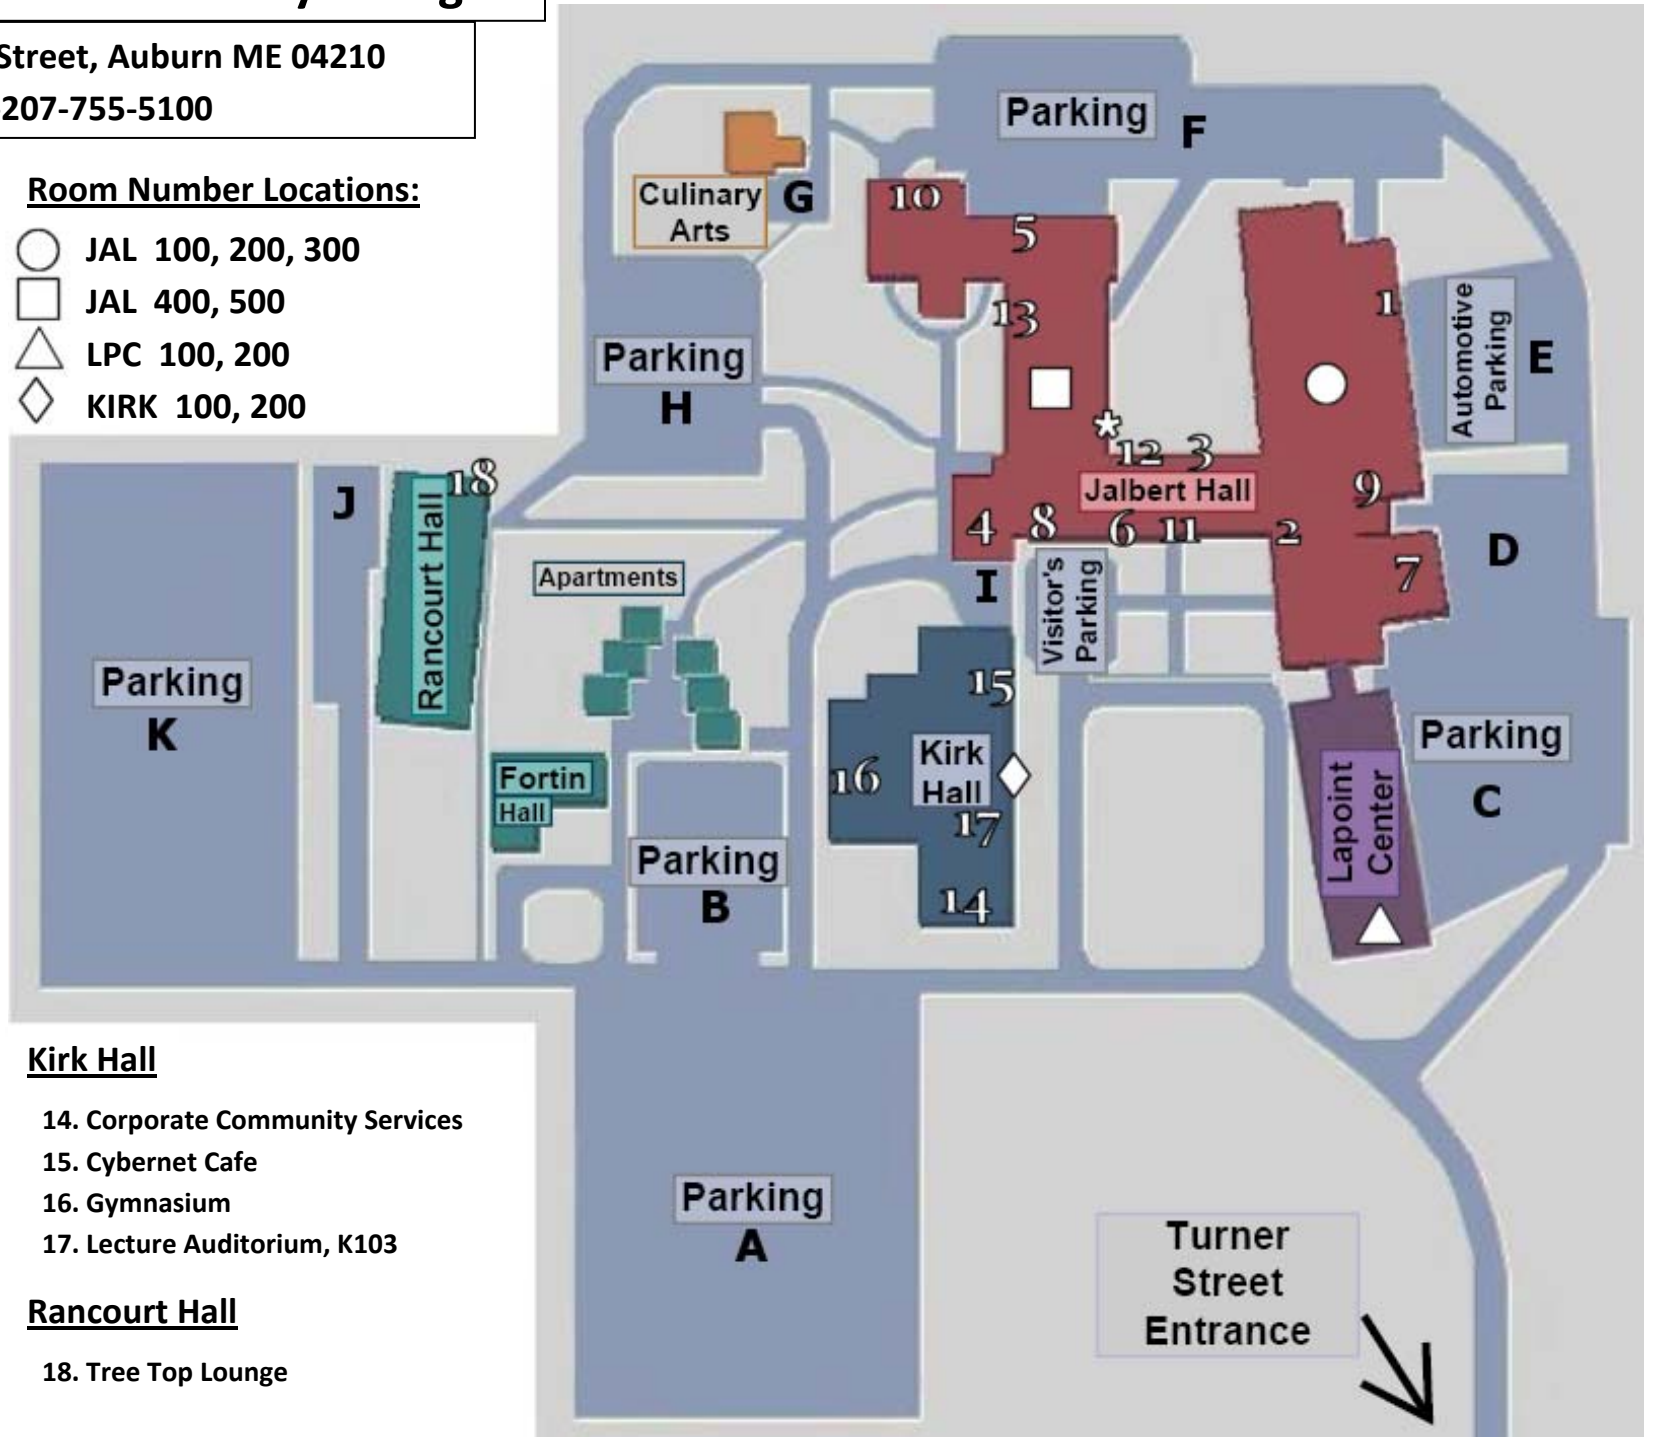 Street, Auburn ME 04210
207-755-5100
Room Number Locations:
JAL 100, 200, 300
JAL 400, 500
LPC 100, 200
KIRK 100, 200
Parking
F
Culinary
Arts
G
10
5
13
1
Automotive
Parking
E
Parking
H
*
12
3
Jalbert Hall
9
4
8
6
11
2
7
D
J
18
Rancourt Hall
Apartments
I
Visitor's
Parking
Parking
K
15
Kirk
Hall
16
17
14
Parking
C
Lapoint
Center
Fortin
Hall
Parking
B
Parking
A
Turner
Street
Entrance
Kirk Hall
14. Corporate Community Services
15. Cybernet Cafe
16. Gymnasium
17. Lecture Auditorium, K103
Rancourt Hall
18. Tree Top Lounge